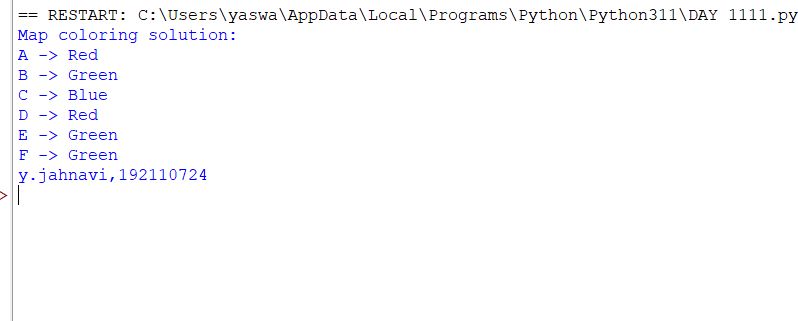 == RESTART: C:\Users\yaswa\AppData\Local\Programs\Python\Python311\DAY 1111.py
Map coloring solution:
A -> Red
B -> Green
C -> Blue
D -> Red
E -> Green
F -> Green
y.jahnavi,192110724
>